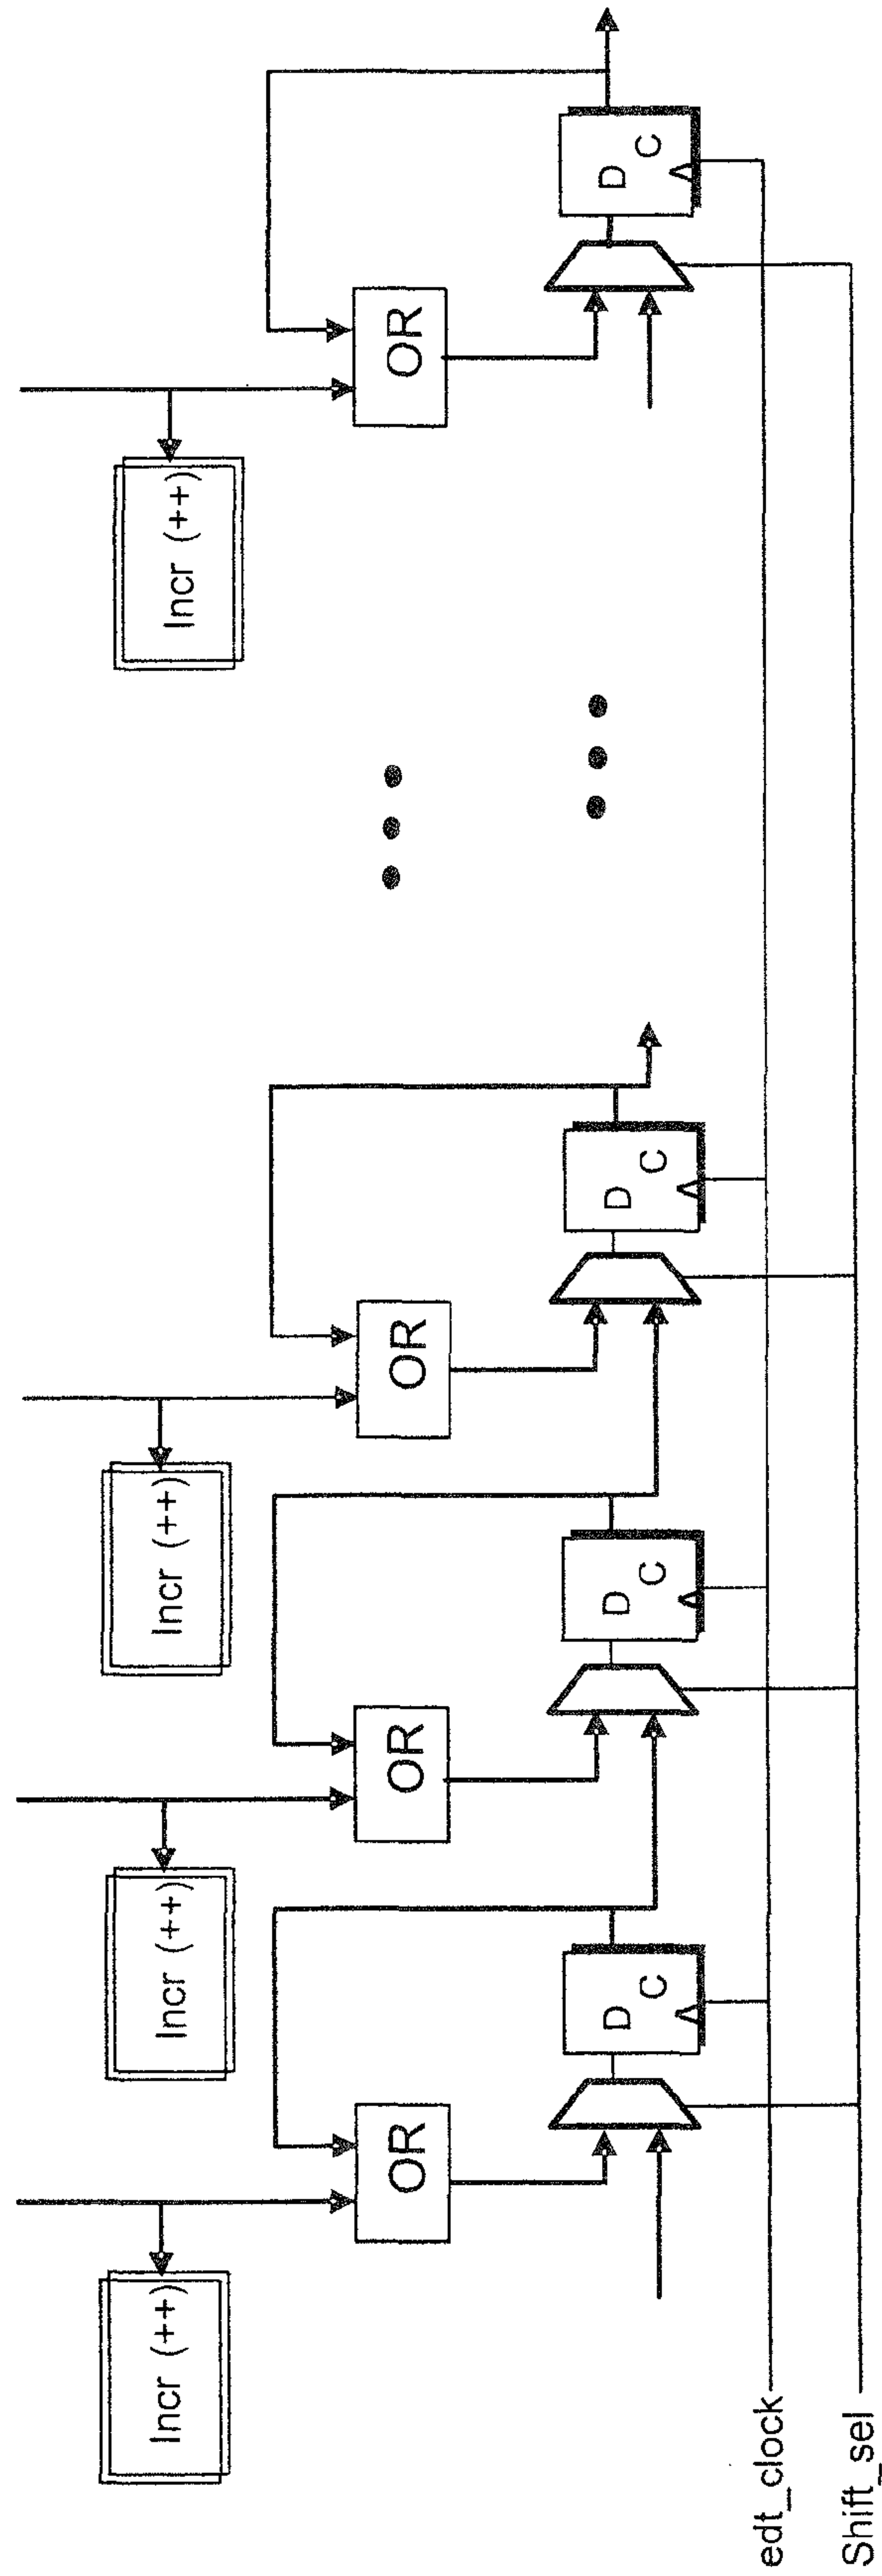 Incr (++)
Incr (++)
Incr (++)
Incr (++)
OR
OR
OR
OR
D
C
D
C
D
C
D
C
edt_clock
Shift_sel